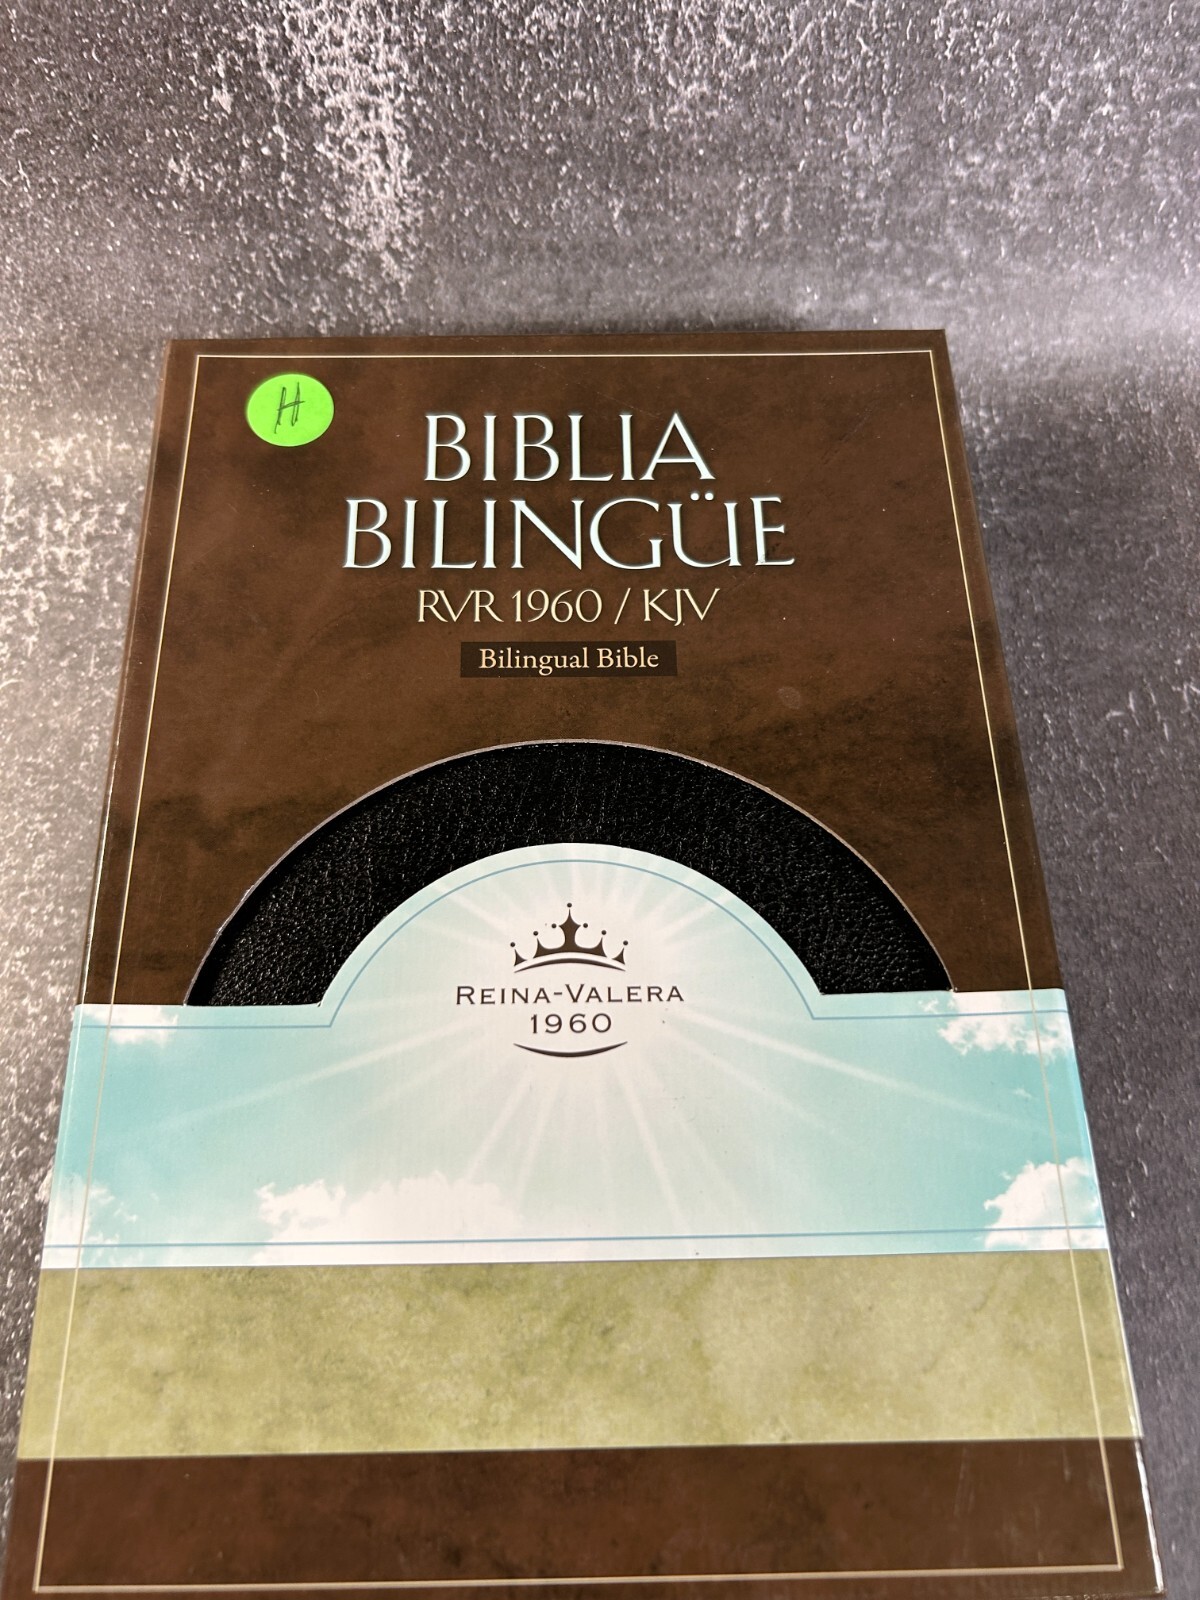 H
BIBLIA
BILINGÜE
RVR 1960 / KJV
Bilingual Bible
REINA-VALERA
1960